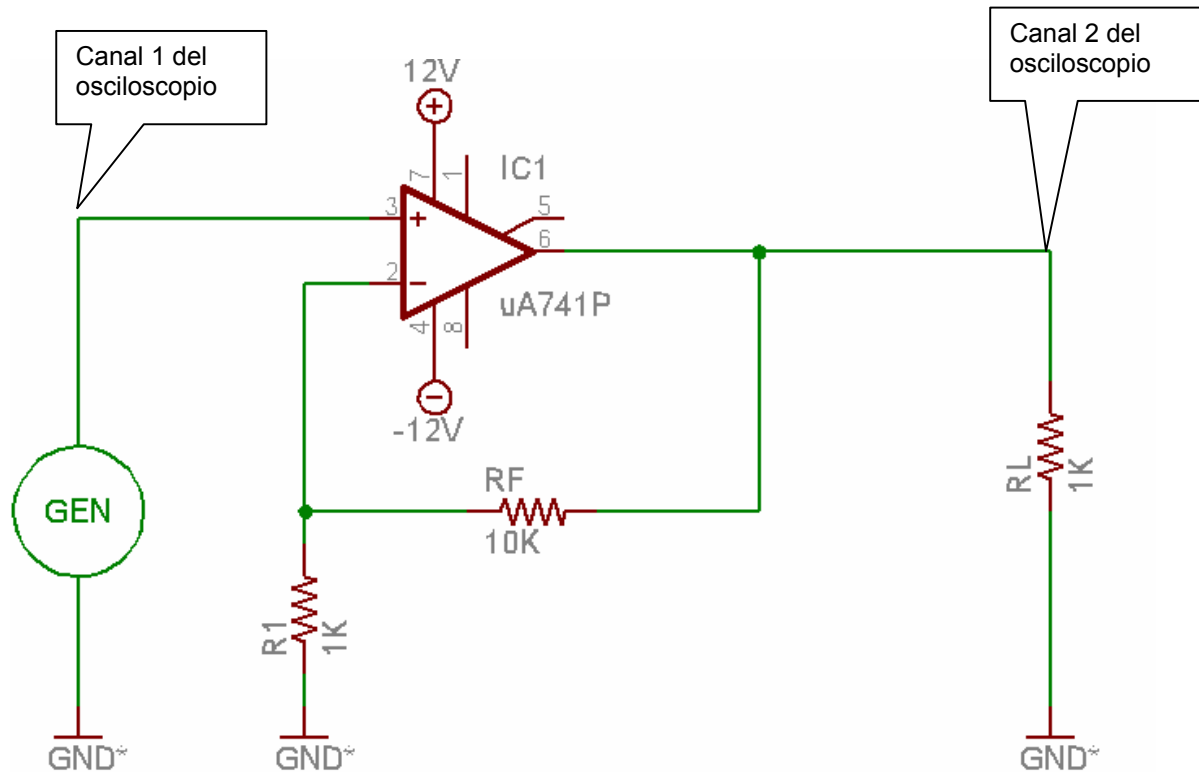 Canal 1 del
osciloscopio
Canal 2 del
osciloscopio
12V
+
7
1
IC1
3
+
5
6
2
-
uA741P
4
8
-
-12V
GEN
RF
10K
R1
1K
RL
1K
GND*
GND*
GND*